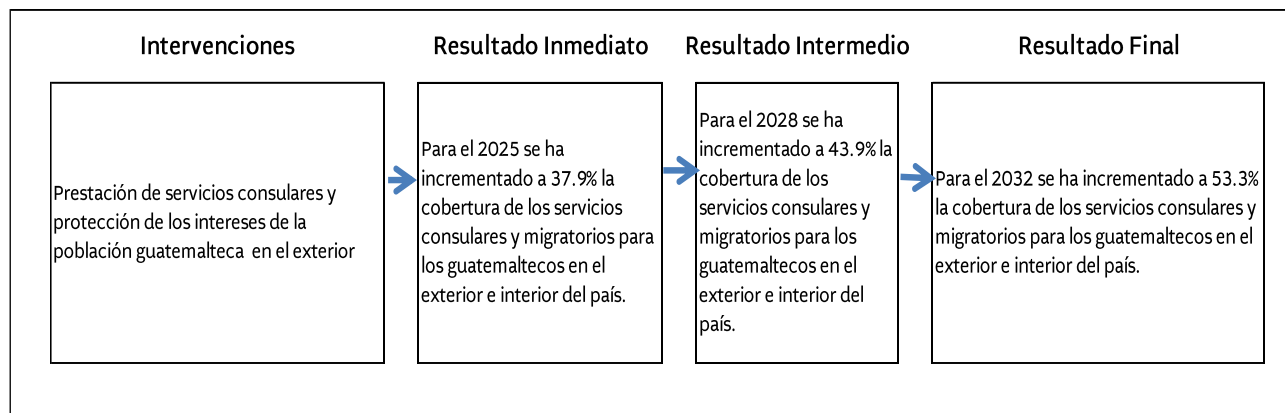 Intervenciones
Resultado Inmediato
Resultado Intermedio
Resultado Final
Prestación de servicios consulares y
protección de los intereses de la
población guatemalteca  en el exterior
Para el 2025 se ha
incrementado a 37.9% la
cobertura de los servicios
consulares y migratorios para
los guatemaltecos en el
exterior e interior del país.
Para el 2028 se ha
incrementado a 43.9% la
cobertura de los
servicios consulares y
migratorios para los
guatemaltecos en el
exterior e interior del
país.
Para el 2032 se ha incrementado a 53.3%
la cobertura de los servicios consulares y
migratorios para los guatemaltecos en el
exterior e interior del país.